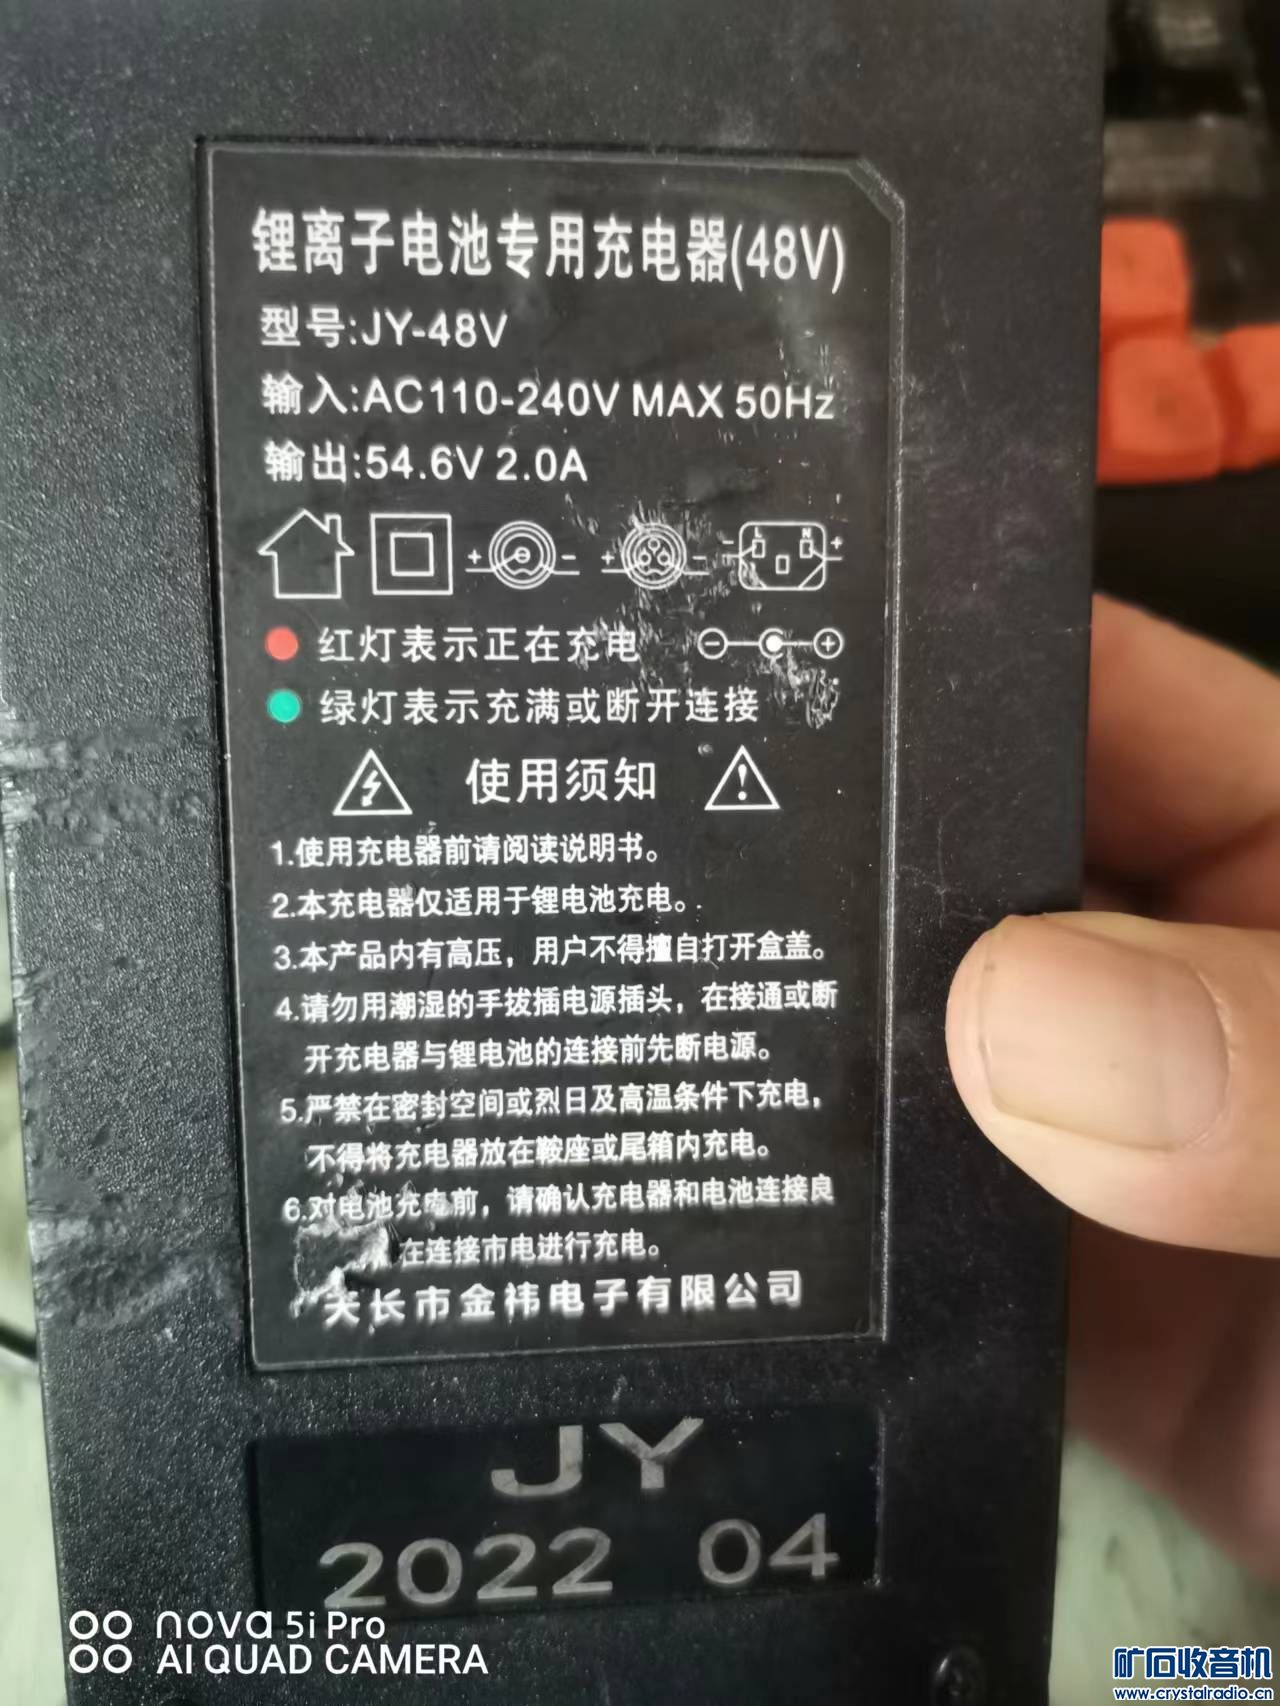 锂离子电池专用充电器(48V)
型号:JY-48V
输入:AC110-240V MAX 50Hz
输出:54.6V 2.0A
+ - + - - L N +
红灯表示正在充电 - +
绿灯表示充满或断开连接
使用须知 !
1.使用充电器前请阅读说明书。
2.本充电器仅适用于锂电池充电。
3.本产品内有高压，用户不得擅自打开盒盖。
4.请勿用潮湿的手拔插电源插头，在接通或断
开充电器与锂电池的连接前先断电源。
5.严禁在密封空间或烈日及高温条件下充电，
不得将充电器放在鞍座或尾箱内充电。
6.对电池充电前，请确认充电器和电池连接良
在连接市电进行充电。
天长市金祎电子有限公司
JY
2022 04
nova 5i Pro
AI QUAD CAMERA
矿石收音机
www.crystalradio.cn